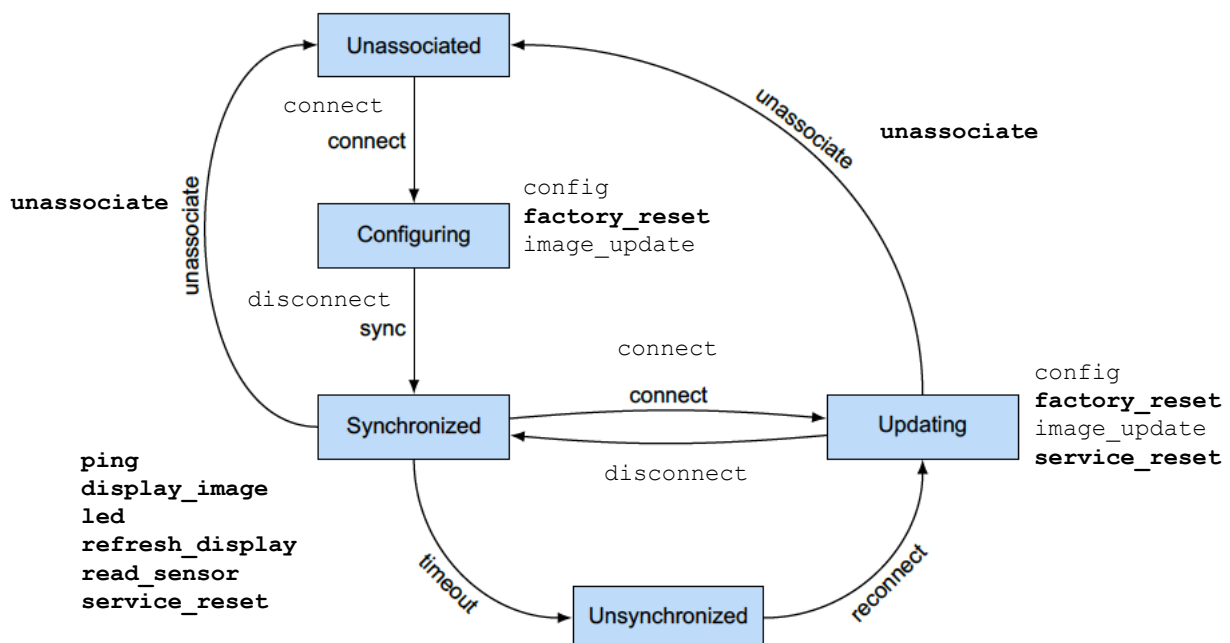 Unassociated
connect
connect
unassociate
unassociate
unassociate
unassociate
config
factory_reset
image_update
Configuring
disconnect
sync
connect
connect
Synchronized
Updating
config
factory_reset
image_update
service_reset
disconnect
ping
display_image
led
refresh_display
read_sensor
service_reset
timeout
reconnect
Unsynchronized